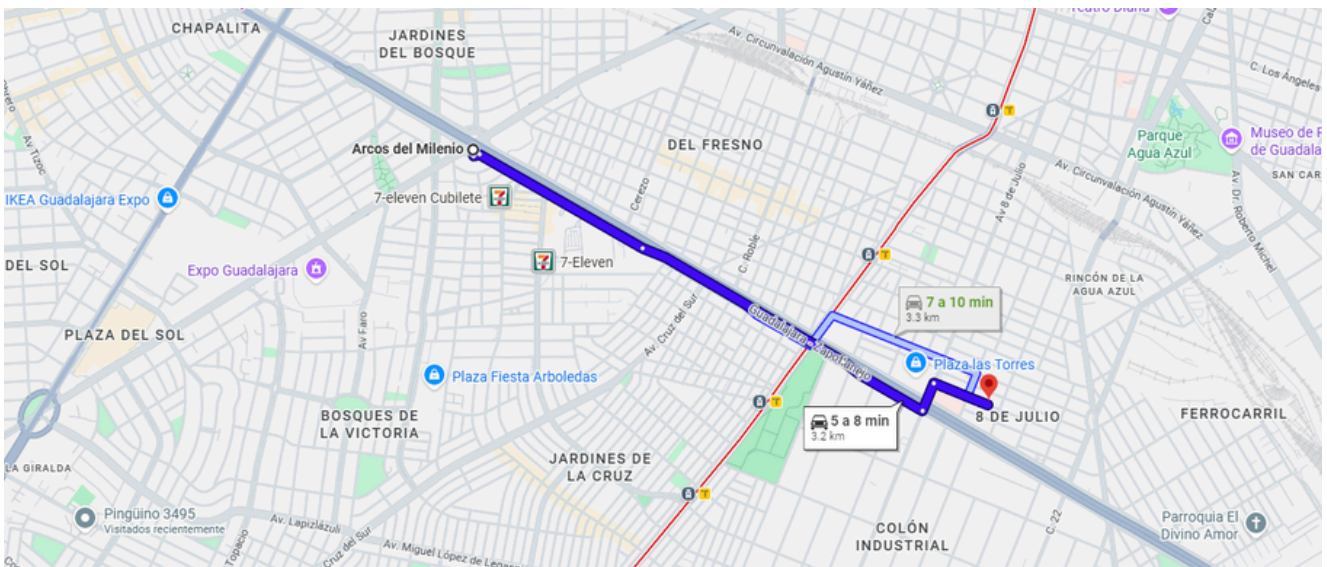 Teatro Diana
CHAPALITA
JARDINES
DEL BOSQUE
Av. Circunvalación Agustín Yáñez
C. Los Ángeles
Av. Tizoc
Arcos del Milenio
DEL FRESNO
Parque
Agua Azul
Museo de
de Guadala
SAN CAR
7-eleven Cubilete
Cerezo
Av 8 de Julio
Av. Circunvalación Agustín Yáñez
Av. Dr. Roberto Michel
IKEA Guadalajara Expo
C. Roble
DEL SOL
Expo Guadalajara
7-Eleven
RINCÓN DE LA
AGUA AZUL
7 a 10 min
3.3 km
PLAZA DEL SOL
Av Faro
Av. Cruz del Sur
Guadalajara - Zapotlanejo
Plaza las Torres
Plaza Fiesta Arboledas
BOSQUES DE
LA VICTORIA
5 a 8 min
3.2 km
8 DE JULIO
FERROCARRIL
LA GIRALDA
JARDINES DE
LA CRUZ
Pingüino 3495
Visitados recientemente
Av. Lapizlázuli
Topacio
Cruz del Sur
Av. Miguel López de Legas
COLÓN
INDUSTRIAL
C. 22
Parroquia El
Divino Amor